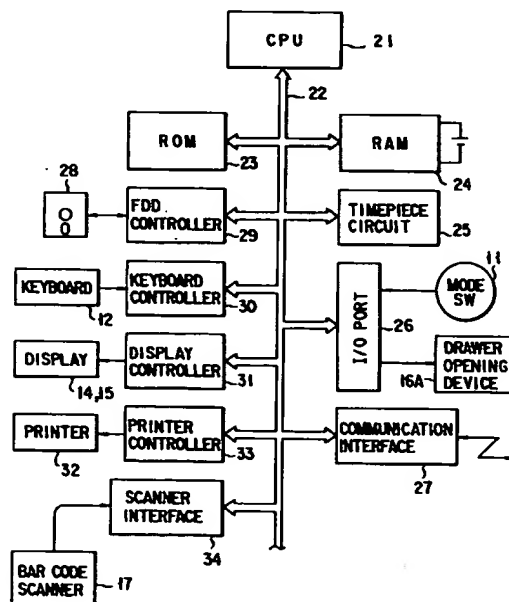 CPU
21
22
ROM
23
RAM
24
28
FDD
CONTROLLER
29
TIMEPIECE
CIRCUIT
25
KEYBOARD
12
KEYBOARD
CONTROLLER
30
I/O PORT
26
MODE
SW
11
DISPLAY
14,15
DISPLAY
CONTROLLER
31
DRAWER
OPENING
DEVICE
16A
PRINTER
32
PRINTER
CONTROLLER
33
COMMUNICATION
INTERFACE
27
SCANNER
INTERFACE
34
BAR CODE
SCANNER
17